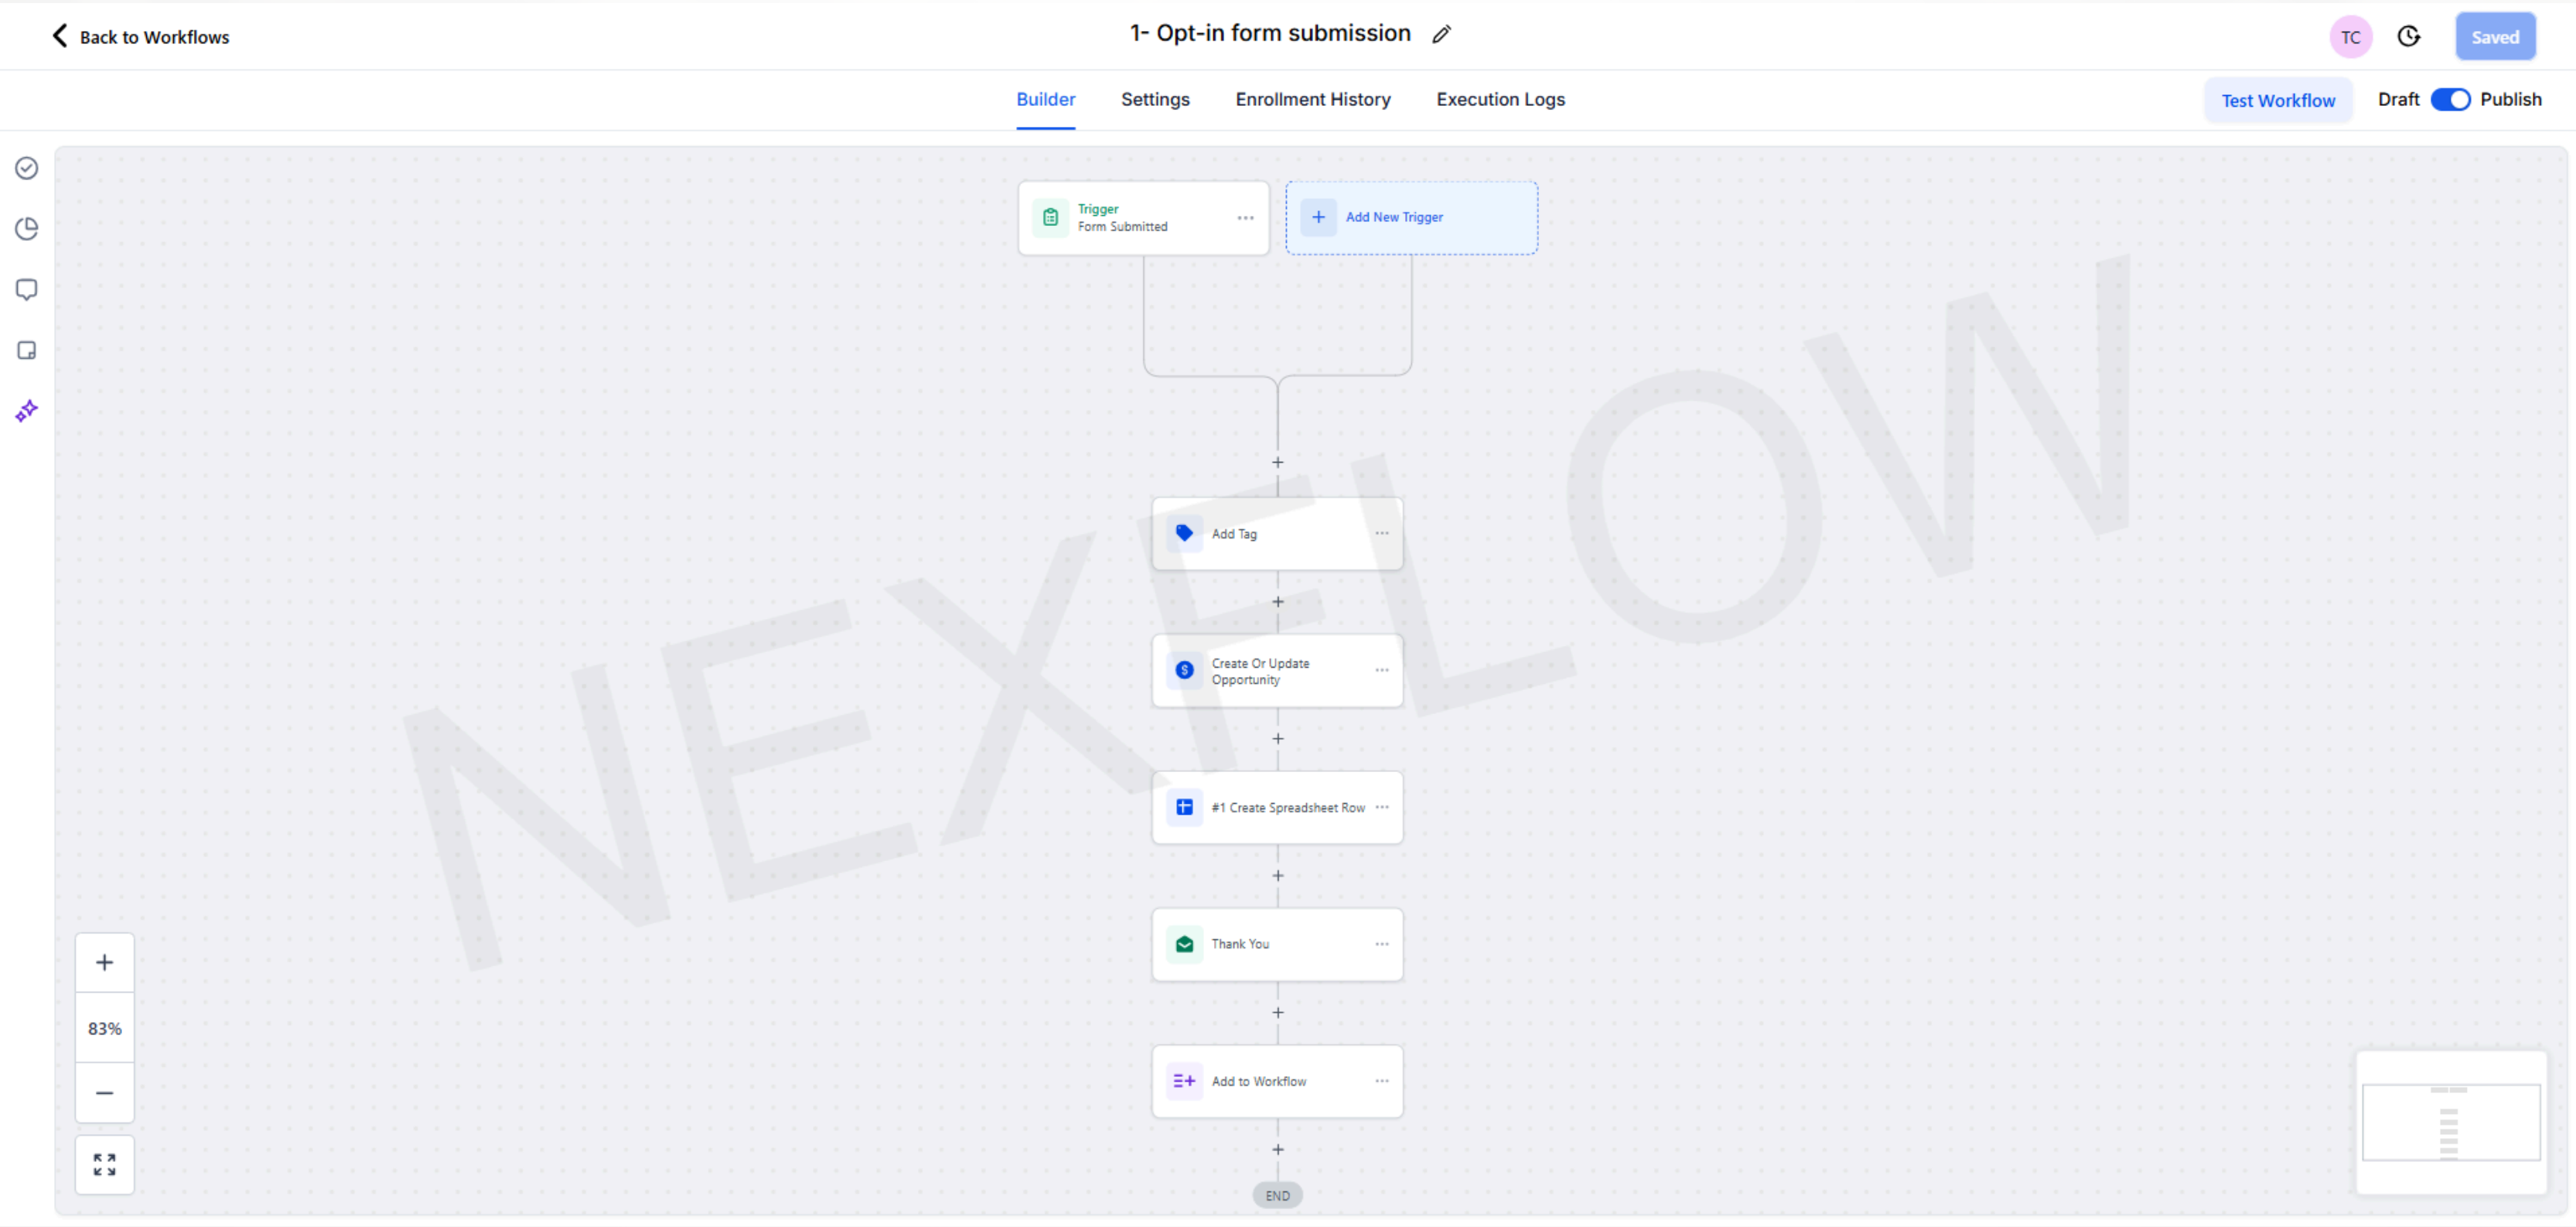 Back to Workflows
1- Opt-in form submission
TC
Saved
Builder
Settings
Enrollment History
Execution Logs
Test Workflow
Draft
Publish
Trigger
Form Submitted
Add New Trigger
Add Tag
Create Or Update
Opportunity
#1 Create Spreadsheet Row
Thank You
Add to Workflow
END
NEXFLOW
83%